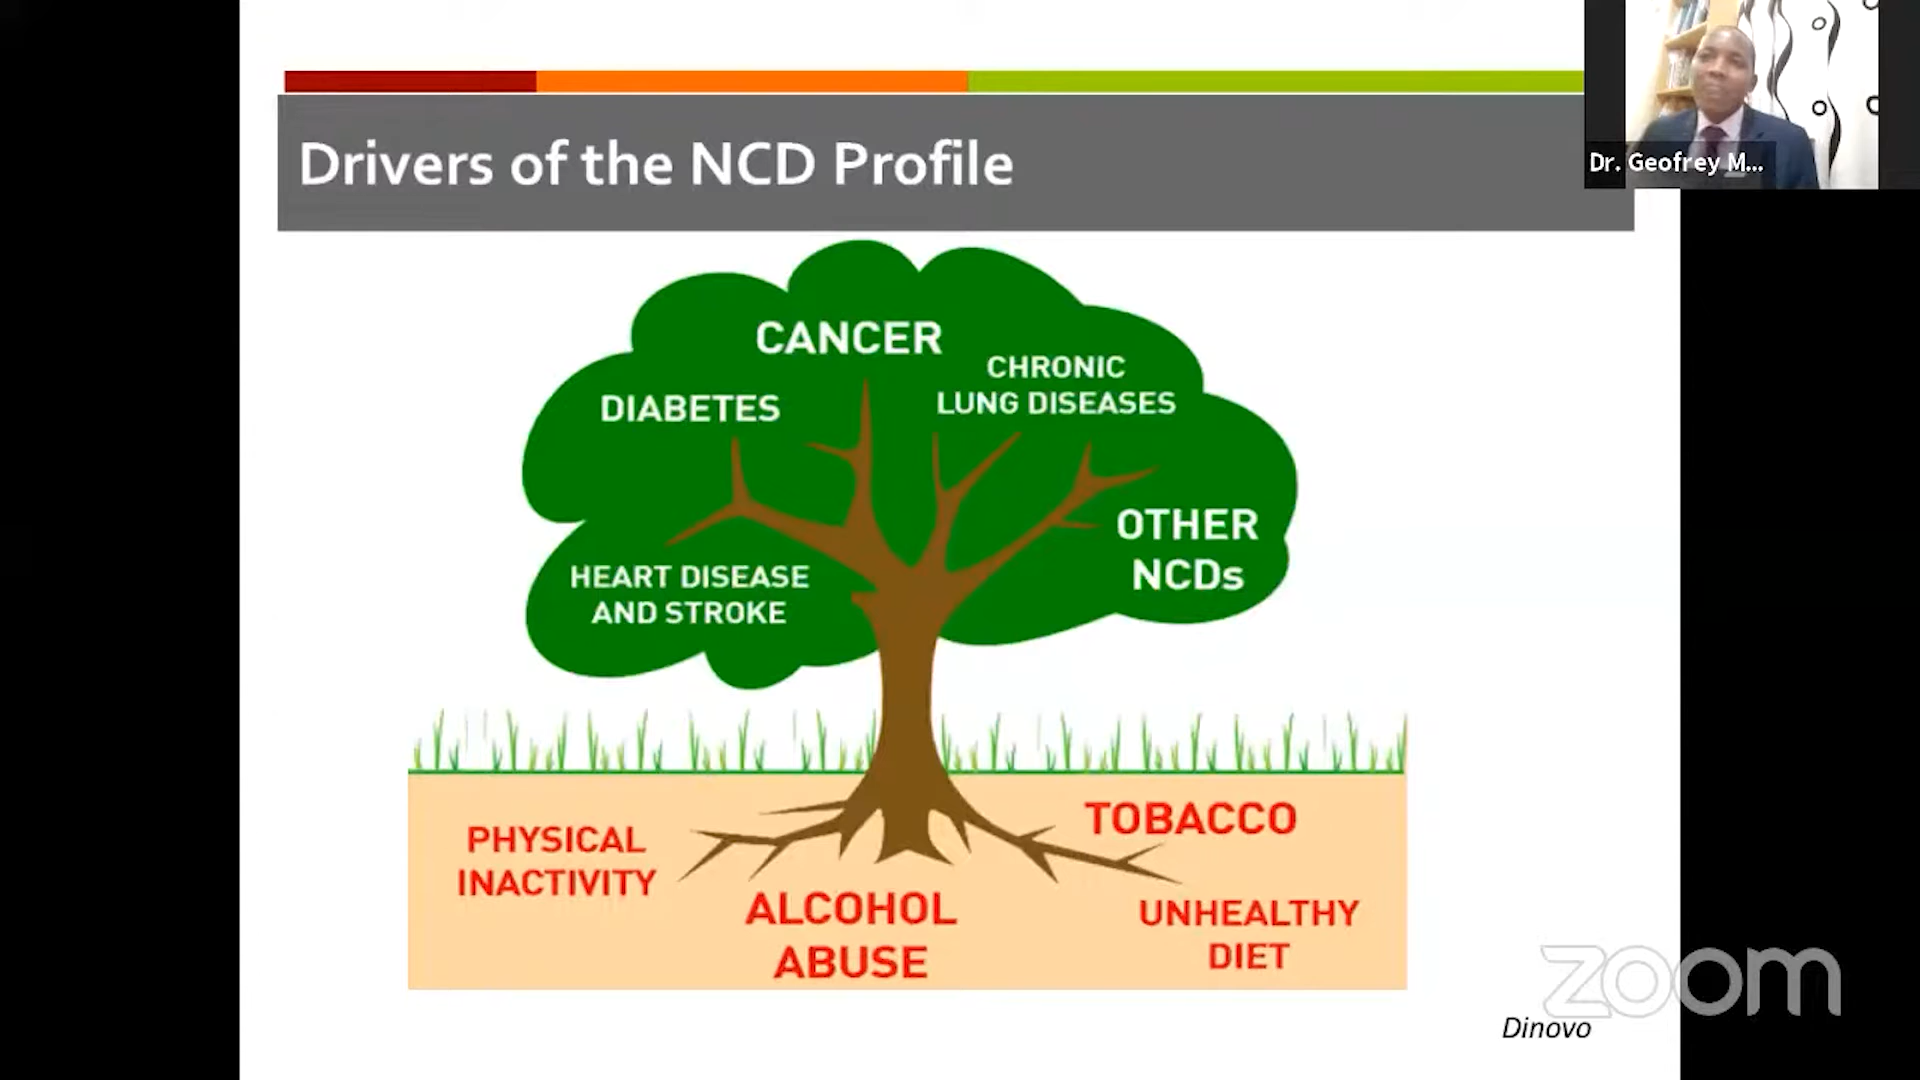 Drivers of the NCD Profile
Dr. Geofrey M...
CANCER
CHRONIC
LUNG DISEASES
DIABETES
OTHER
NCDs
HEART DISEASE
AND STROKE
TOBACCO
PHYSICAL
INACTIVITY
ALCOHOL
ABUSE
UNHEALTHY
DIET
zoom
Dinovo